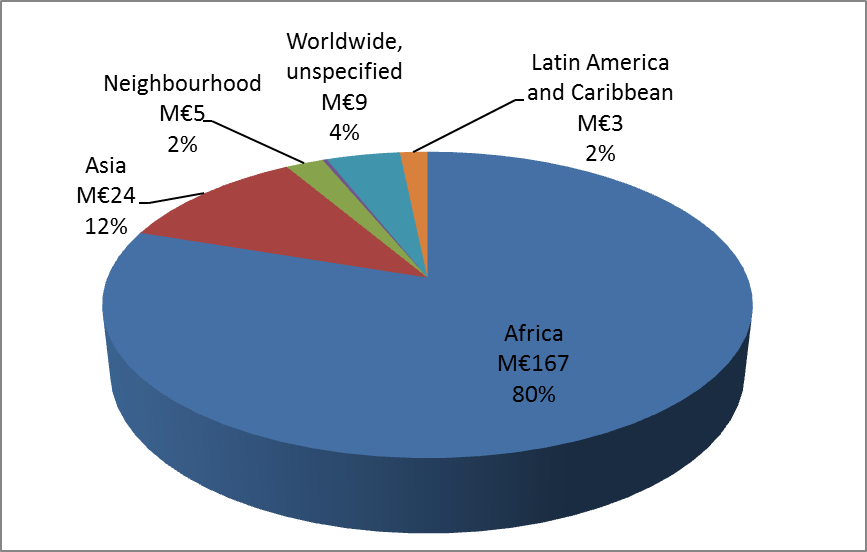 Worldwide,
unspecified
M€9
4%
Latin America
and Caribbean
M€3
2%
Neighbourhood
M€5
2%
Asia
M€24
12%
Africa
M€167
80%